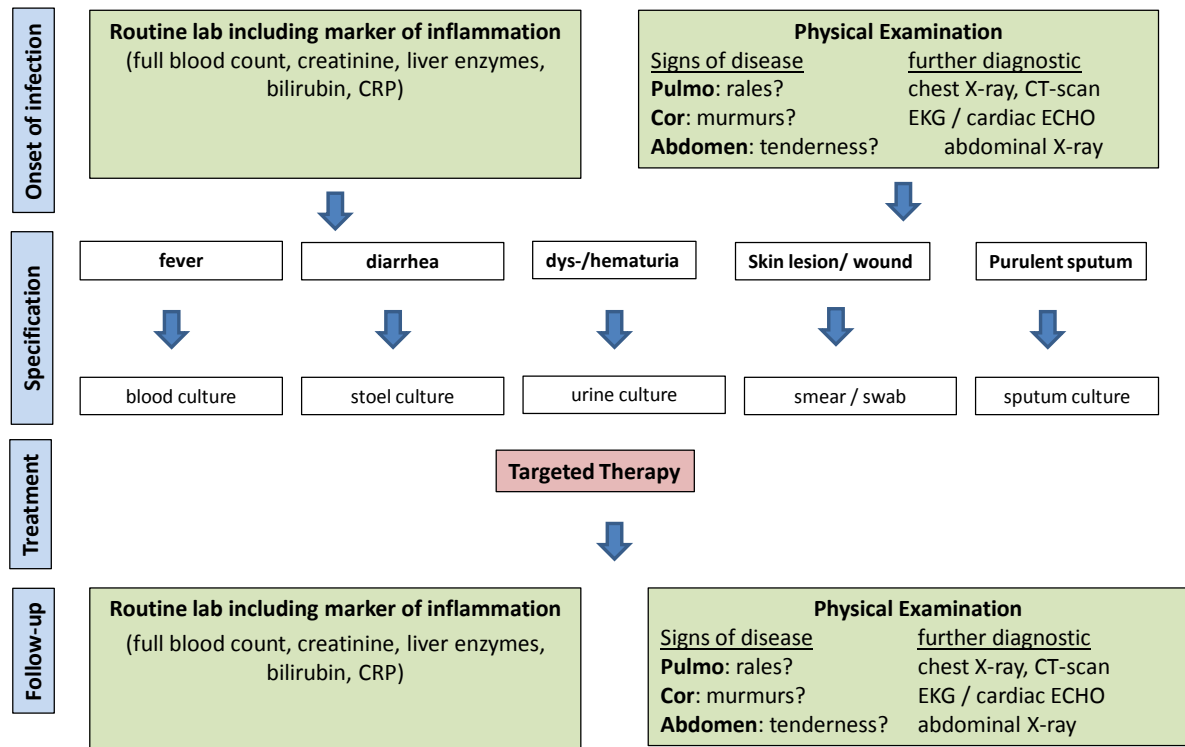 Onset of infection
Routine lab including marker of inflammation
(full blood count, creatinine, liver enzymes,
bilirubin, CRP)
Physical Examination
Signs of disease further diagnostic
Pulmo: rales? chest X-ray, CT-scan
Cor: murmurs? EKG / cardiac ECHO
Abdomen: tenderness? abdominal X-ray
Specification
fever
diarrhea
dys-/hematuria
Skin lesion/ wound
Purulent sputum
blood culture
stoel culture
urine culture
smear / swab
sputum culture
Treatment
Targeted Therapy
Follow-up
Routine lab including marker of inflammation
(full blood count, creatinine, liver enzymes,
bilirubin, CRP)
Physical Examination
Signs of disease further diagnostic
Pulmo: rales? chest X-ray, CT-scan
Cor: murmurs? EKG / cardiac ECHO
Abdomen: tenderness? abdominal X-ray